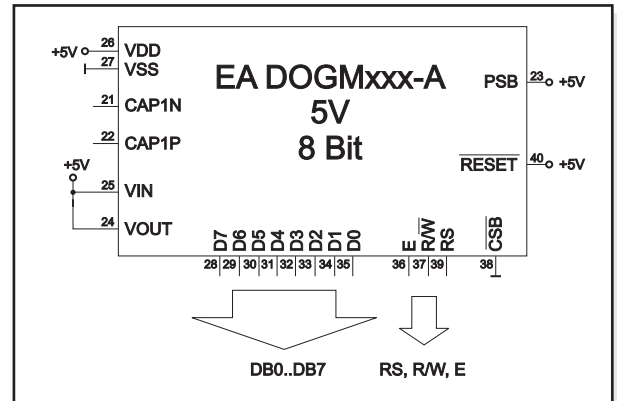 EA DOGMxxx-A
5V
8 Bit
+5V 26 VDD
27 VSS
21 CAP1N
22 CAP1P
+5V
25 VIN
24 VOUT
PSB 23 +5V
RESET 40 +5V
D7 D6 D5 D4 D3 D2 D1 D0 E R/W RS CSB
28 29 30 31 32 33 34 35 36 37 39 38
DB0..DB7 RS, R/W, E